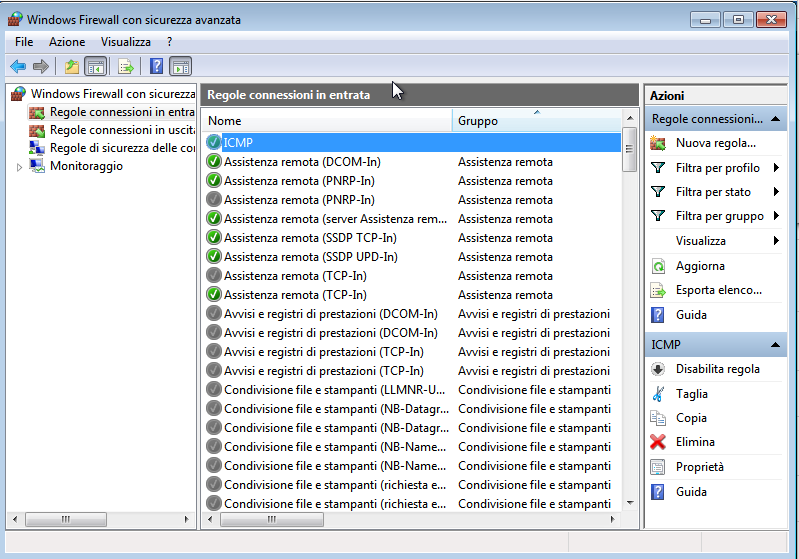 Windows Firewall con sicurezza avanzata
File Azione Visualizza ?
Windows Firewall con sicurezza
Regole connessioni in entra
Regole connessioni in uscit
Regole di sicurezza delle co
Monitoraggio
Regole connessioni in entrata
Nome Gruppo
ICMP
Assistenza remota (DCOM-In) Assistenza remota
Assistenza remota (PNRP-In) Assistenza remota
Assistenza remota (PNRP-In) Assistenza remota
Assistenza remota (server Assistenza rem... Assistenza remota
Assistenza remota (SSDP TCP-In) Assistenza remota
Assistenza remota (SSDP UPD-In) Assistenza remota
Assistenza remota (TCP-In) Assistenza remota
Assistenza remota (TCP-In) Assistenza remota
Avvisi e registri di prestazioni (DCOM-In) Avvisi e registri di prestazioni
Avvisi e registri di prestazioni (DCOM-In) Avvisi e registri di prestazioni
Avvisi e registri di prestazioni (TCP-In) Avvisi e registri di prestazioni
Avvisi e registri di prestazioni (TCP-In) Avvisi e registri di prestazioni
Condivisione file e stampanti (LLMNR-U... Condivisione file e stampanti
Condivisione file e stampanti (NB-Datagr... Condivisione file e stampanti
Condivisione file e stampanti (NB-Datagr... Condivisione file e stampanti
Condivisione file e stampanti (NB-Name... Condivisione file e stampanti
Condivisione file e stampanti (NB-Name... Condivisione file e stampanti
Condivisione file e stampanti (richiesta e... Condivisione file e stampanti
Condivisione file e stampanti (richiesta e... Condivisione file e stampanti
Azioni
Regole connessioni...
Nuova regola...
Filtra per profilo
Filtra per stato
Filtra per gruppo
Visualizza
Aggiorna
Esporta elenco...
Guida
ICMP
Disabilita regola
Taglia
Copia
Elimina
Proprietà
Guida